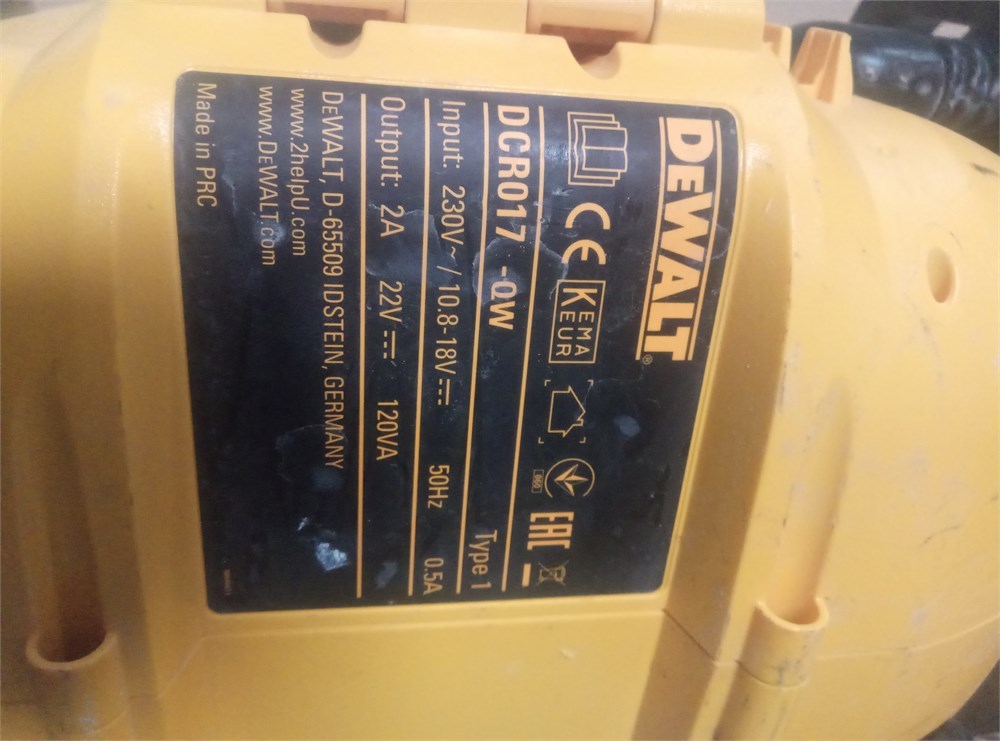 DEWALT®
CE KEMA KEUR EAC
DCR017 -QW Type 1
Input: 230V~ / 10.8-18V⎓ 50Hz 0.5A
Output: 2A 22V⎓ 120VA
DEWALT, D-65509 IDSTEIN, GERMANY
www.2helpU.com
www.DEWALT.com
Made in PRC